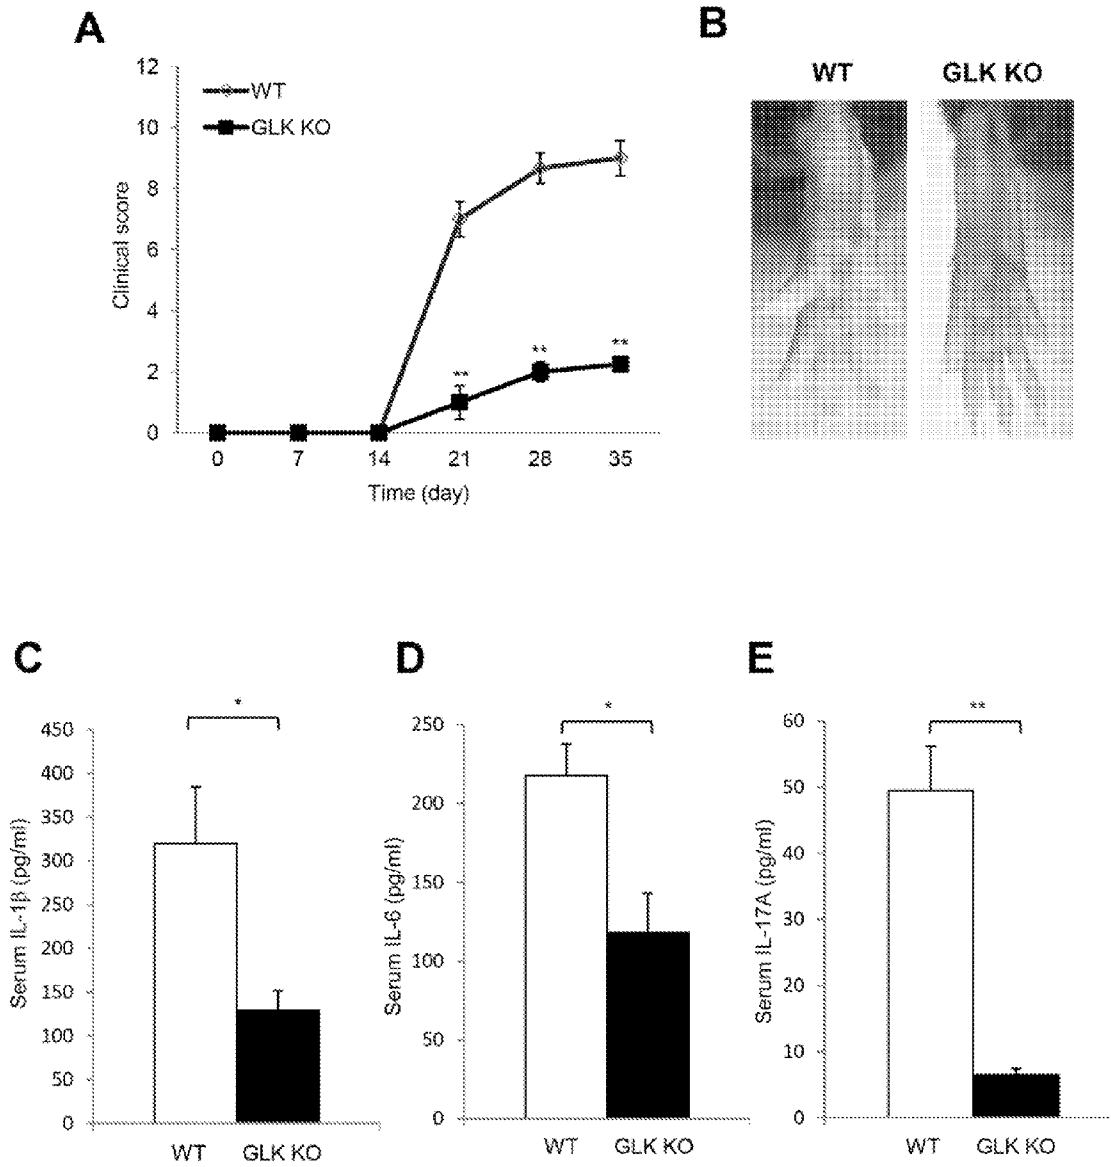 A
12
10
8
6
4
2
0
Clinical score
WT
GLK KO
**
**
**
0 7 14 21 28 35
Time (day)
B
WT GLK KO
C
450
400
350
300
250
200
150
100
50
0
Serum IL-1β (pg/ml)
*
WT GLK KO
D
250
200
150
100
50
0
Serum IL-6 (pg/ml)
*
WT GLK KO
E
60
50
40
30
20
10
0
Serum IL-17A (pg/ml)
**
WT GLK KO